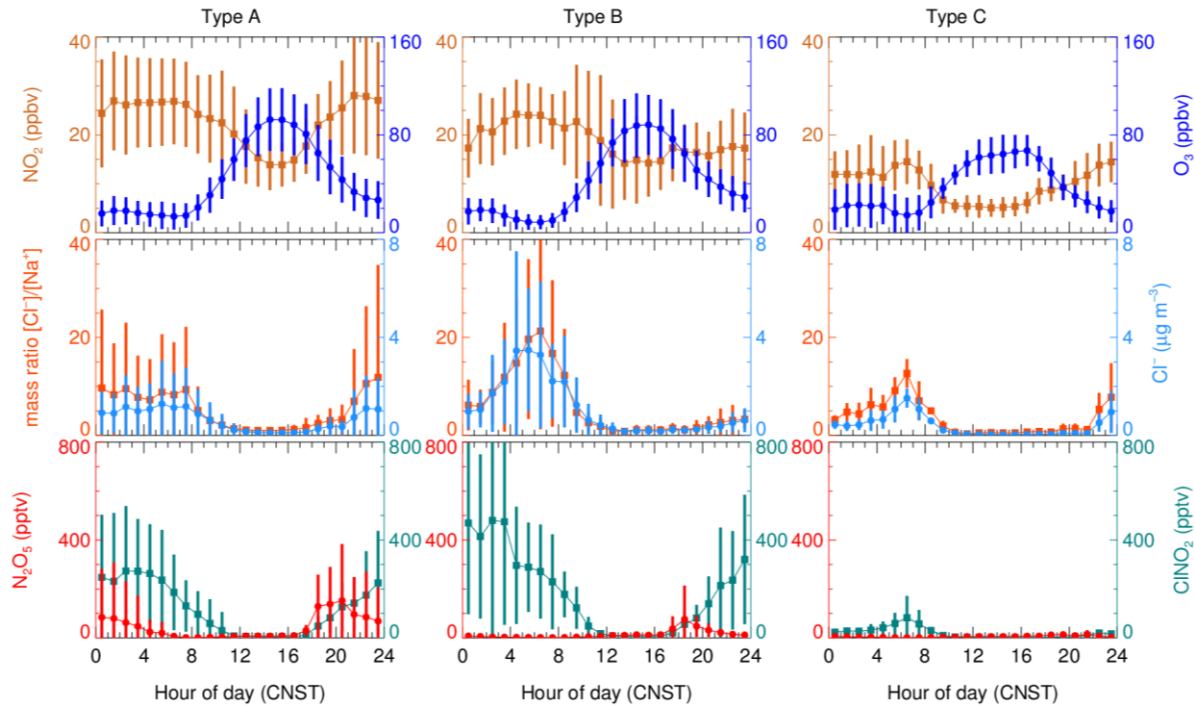 Type A Type B Type C
40 160 40 160 40 160
NO₂ (ppbv) 20 80 20 80 20 80 O₃ (ppbv)
0 0 0 0 0 0
40 8 40 8 40 8
mass ratio [Cl⁻]/[Na⁺] 20 4 20 4 20 4 Cl⁻ (μg m⁻³)
0 0 0 0 0 0
800 800 800 800 800 800
N₂O₅ (pptv) 400 400 400 400 400 400 ClNO₂ (pptv)
0 0 0 0 0 0
0 4 8 12 16 20 24 0 4 8 12 16 20 24 0 4 8 12 16 20 24
Hour of day (CNST) Hour of day (CNST) Hour of day (CNST)